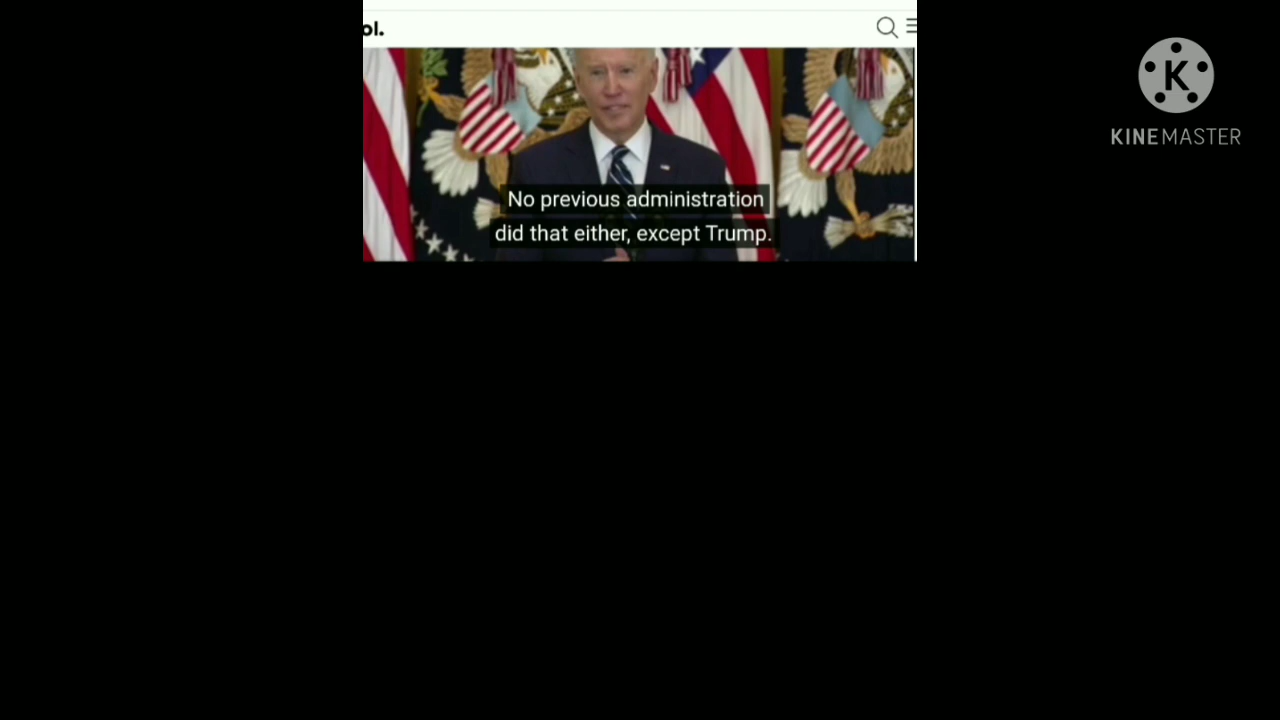 ol.
No previous administration
did that either, except Trump.
K
KINEMASTER